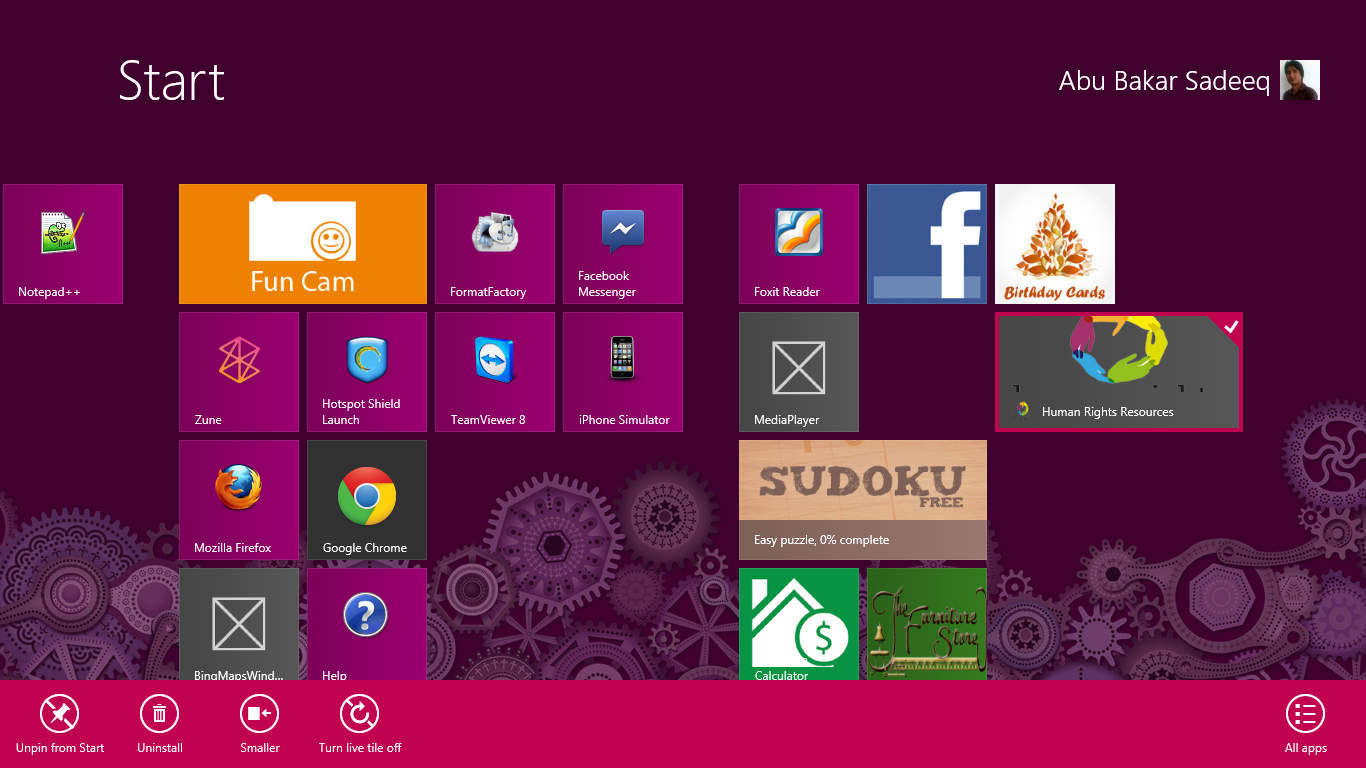 Start
Abu Bakar Sadeeq
Notepad++
Fun Cam
FormatFactory
Facebook
Messenger
Foxit Reader
Birthday Cards
Zune
Hotspot Shield
Launch
TeamViewer 8
iPhone Simulator
MediaPlayer
Human Rights Resources
Mozilla Firefox
Google Chrome
SUDOKU
FREE
Easy puzzle, 0% complete
BingMapsWind...
Help
Calculator
The
Furniture
Store
Unpin from Start
Uninstall
Smaller
Turn live tile off
All apps